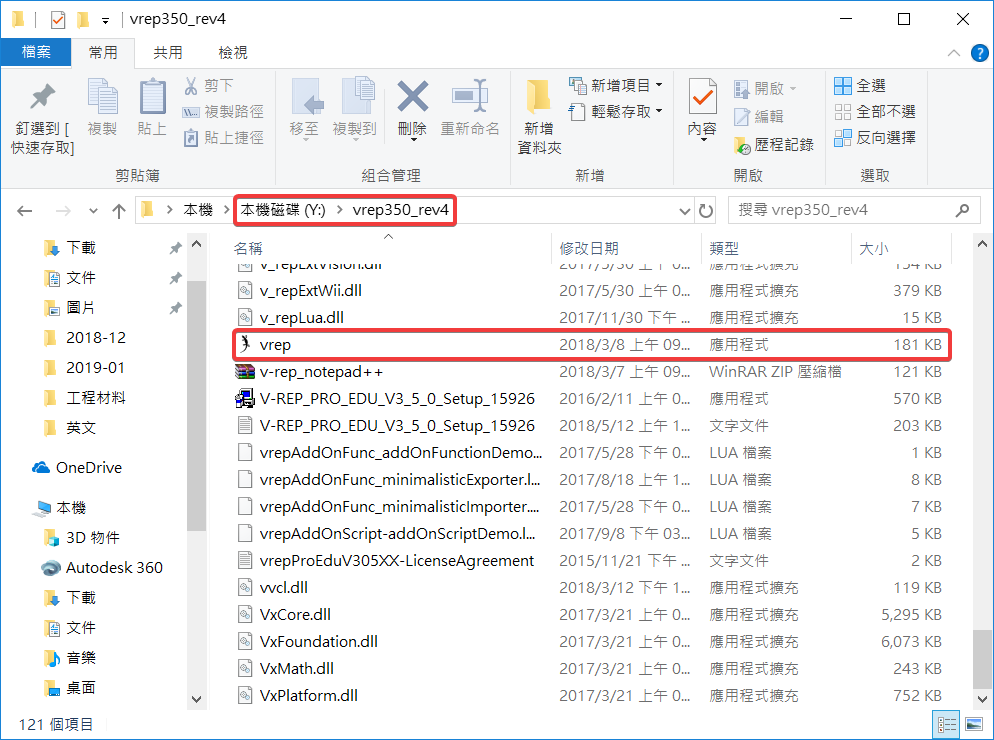 vrep350_rev4
檔案 常用 共用 檢視
釘選到 [快速存取]
複製
貼上
剪下
複製路徑
貼上捷徑
剪貼簿
移至
複製到
刪除
重新命名
組合管理
新增資料夾
新增項目
輕鬆存取
新增
內容
開啟
編輯
歷程記錄
開啟
全選
全部不選
反向選擇
選取
本機 本機磁碟 (Y:) vrep350_rev4
搜尋 vrep350_rev4
下載
文件
圖片
2018-12
2019-01
工程材料
英文
OneDrive
本機
3D 物件
Autodesk 360
下載
文件
音樂
桌面
名稱 修改日期 類型 大小
v_repExtVision.dll 2017/5/30 上午 0... 應用程式擴充 154 KB
v_repExtWii.dll 2017/5/30 上午 0... 應用程式擴充 379 KB
v_repLua.dll 2017/11/30 下午 ... 應用程式擴充 15 KB
vrep 2018/3/8 上午 09... 應用程式 181 KB
v-rep_notepad++ 2018/3/7 上午 09... WinRAR ZIP 壓縮檔 121 KB
V-REP_PRO_EDU_V3_5_0_Setup_15926 2016/2/11 上午 0... 應用程式 570 KB
V-REP_PRO_EDU_V3_5_0_Setup_15926 2018/5/12 上午 1... 文字文件 203 KB
vrepAddOnFunc_addOnFunctionDemo... 2017/5/28 下午 0... LUA 檔案 1 KB
vrepAddOnFunc_minimalisticExporter.l... 2017/8/18 上午 1... LUA 檔案 8 KB
vrepAddOnFunc_minimalisticImporter.... 2017/5/28 下午 0... LUA 檔案 7 KB
vrepAddOnScript-addOnScriptDemo.l... 2017/9/8 下午 03... LUA 檔案 5 KB
vrepProEduV305XX-LicenseAgreement 2015/11/21 下午 ... 文字文件 2 KB
vvcl.dll 2018/3/12 下午 1... 應用程式擴充 119 KB
VxCore.dll 2017/3/21 上午 0... 應用程式擴充 5,295 KB
VxFoundation.dll 2017/3/21 上午 0... 應用程式擴充 6,073 KB
VxMath.dll 2017/3/21 上午 0... 應用程式擴充 243 KB
VxPlatform.dll 2017/3/21 上午 0... 應用程式擴充 752 KB
121 個項目